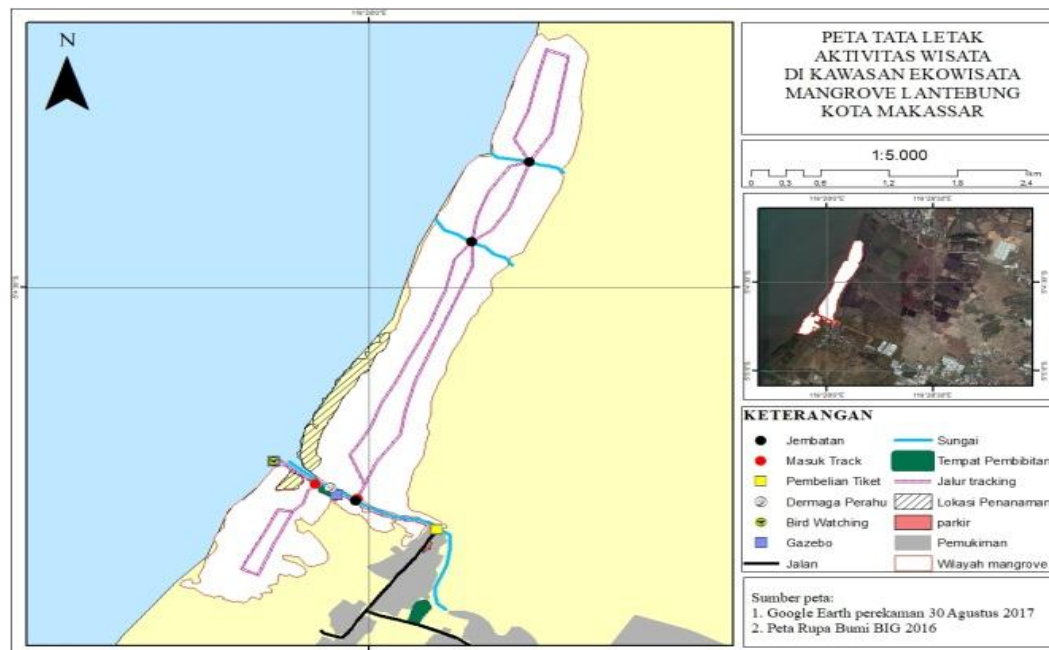 PETA TATA LETAK
AKTIVITAS WISATA
DI KAWASAN EKOWISATA
MANGROVE LANTEBUNG
KOTA MAKASSAR
N
1:5.000
0 0,3 0,6 1,2 1,8 2,4
km
KETERANGAN
Jembatan
Masuk Track
Pembelian Tiket
Dermaga Perahu
Bird Watching
Gazebo
Jalan
Sungai
Tempat Pembibitan
Jalur tracking
Lokasi Penanaman
parkir
Pemukiman
Wilayah mangrove
Sumber peta:
1. Google Earth perekaman 30 Agustus 2017
2. Peta Rupa Bumi BIG 2016